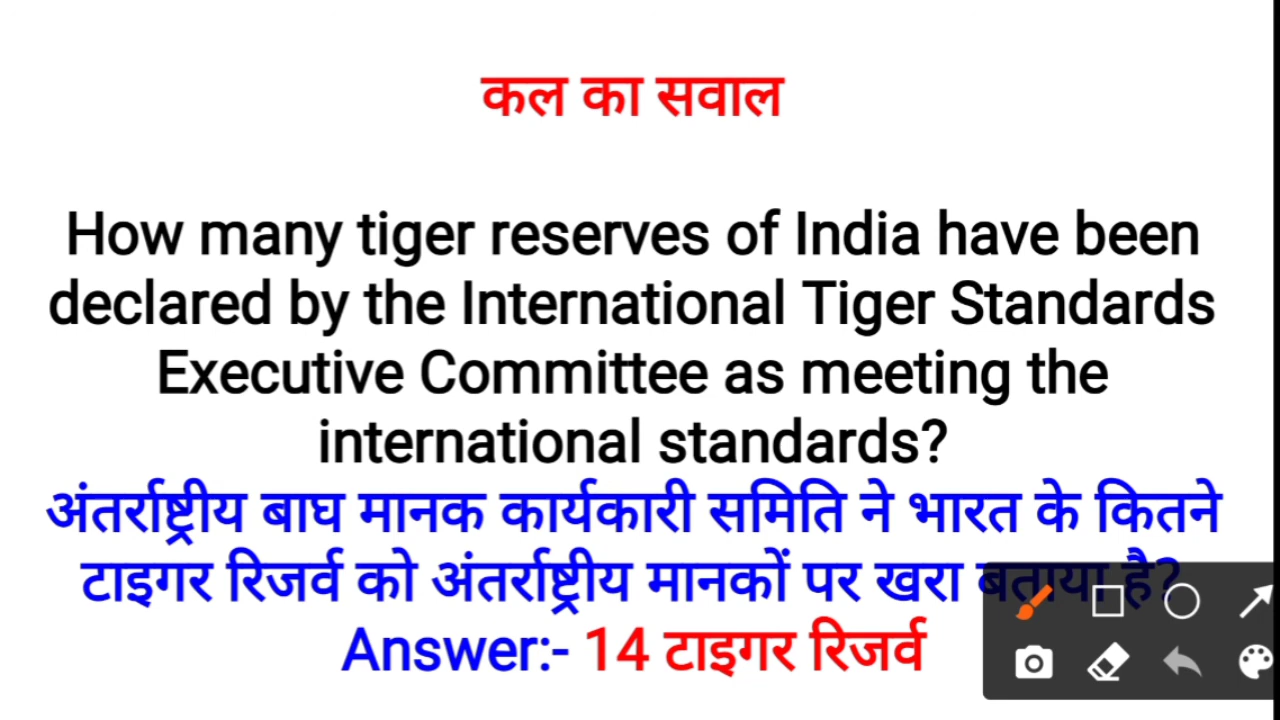 कल का सवाल
How many tiger reserves of India have been
declared by the International Tiger Standards
Executive Committee as meeting the
international standards?
अंतर्राष्ट्रीय बाघ मानक कार्यकारी समिति ने भारत के कितने
टाइगर रिजर्व को अंतर्राष्ट्रीय मानकों पर खरा बताया है?
Answer:- 14 टाइगर रिजर्व